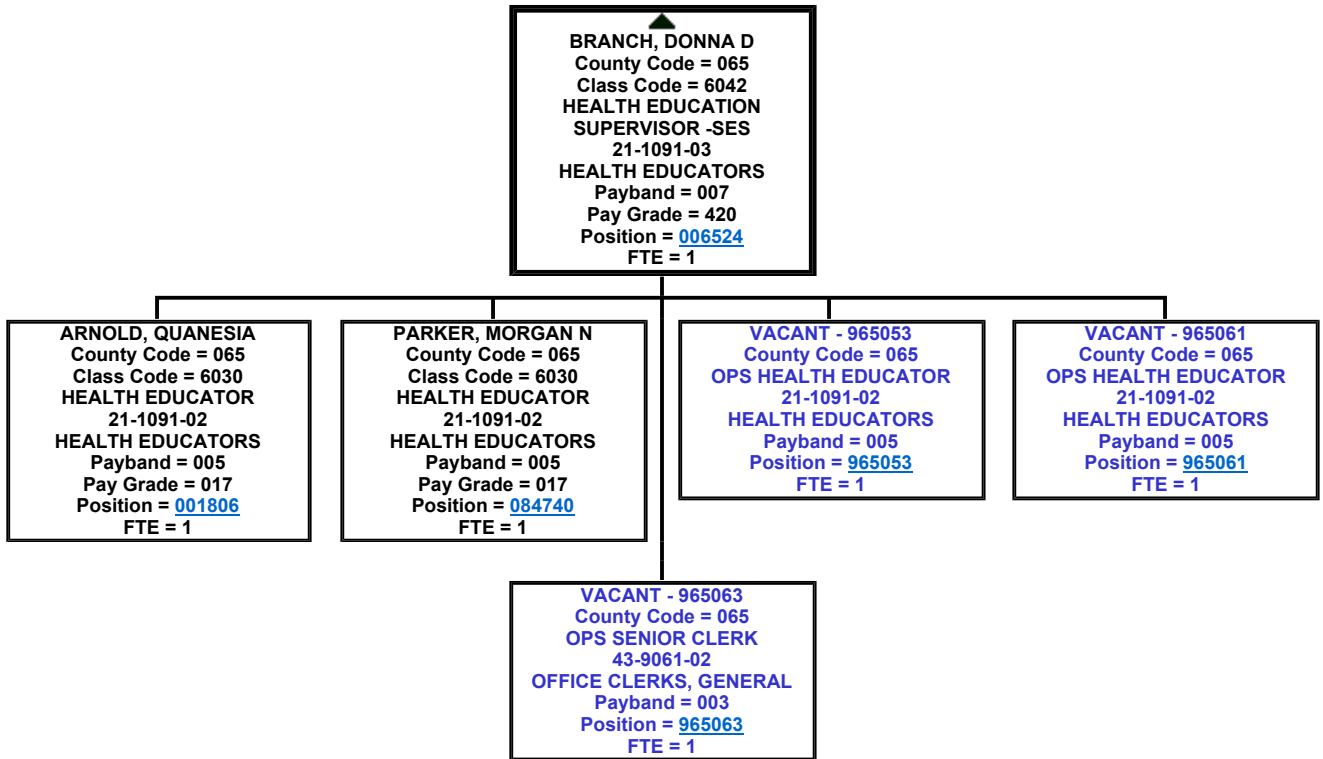 BRANCH, DONNA D
County Code = 065
Class Code = 6042
HEALTH EDUCATION
SUPERVISOR -SES
21-1091-03
HEALTH EDUCATORS
Payband = 007
Pay Grade = 420
Position = 006524
FTE = 1
ARNOLD, QUANESIA
County Code = 065
Class Code = 6030
HEALTH EDUCATOR
21-1091-02
HEALTH EDUCATORS
Payband = 005
Pay Grade = 017
Position = 001806
FTE = 1
PARKER, MORGAN N
County Code = 065
Class Code = 6030
HEALTH EDUCATOR
21-1091-02
HEALTH EDUCATORS
Payband = 005
Pay Grade = 017
Position = 084740
FTE = 1
VACANT - 965053
County Code = 065
OPS HEALTH EDUCATOR
21-1091-02
HEALTH EDUCATORS
Payband = 005
Position = 965053
FTE = 1
VACANT - 965061
County Code = 065
OPS HEALTH EDUCATOR
21-1091-02
HEALTH EDUCATORS
Payband = 005
Position = 965061
FTE = 1
VACANT - 965063
County Code = 065
OPS SENIOR CLERK
43-9061-02
OFFICE CLERKS, GENERAL
Payband = 003
Position = 965063
FTE = 1